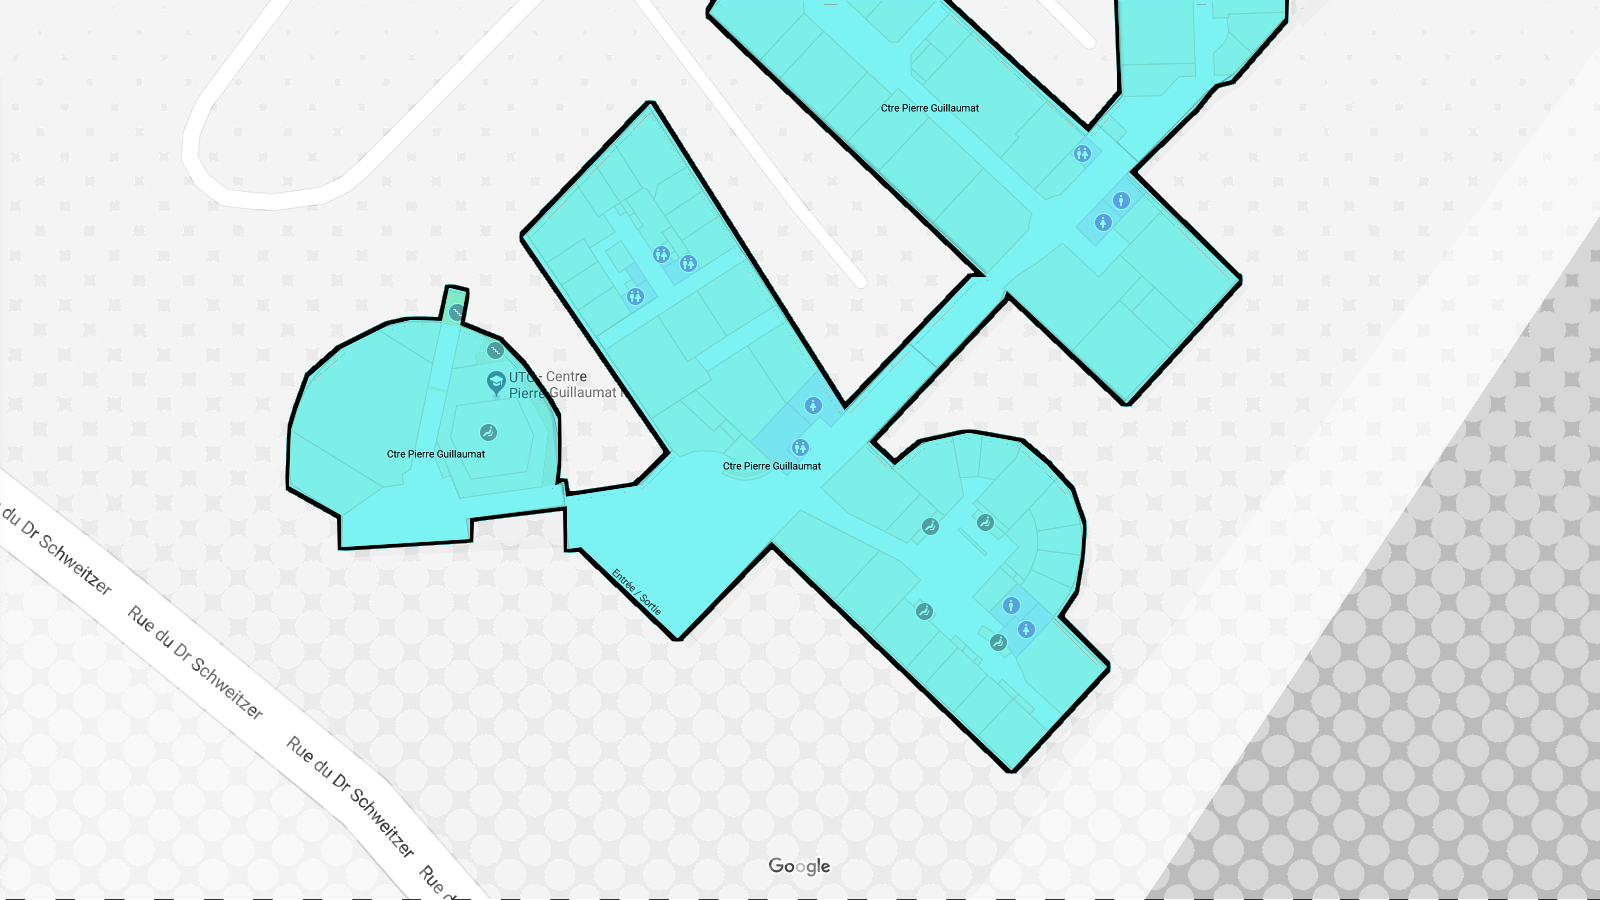 Ctre Pierre Guillaumat
UTC - Centre
Pierre Guillaumat
Ctre Pierre Guillaumat
Ctre Pierre Guillaumat
Entrée / Sortie
du Dr Schweitzer
Rue du Dr Schweitzer
Rue du Dr Schweitzer
Rue
Google